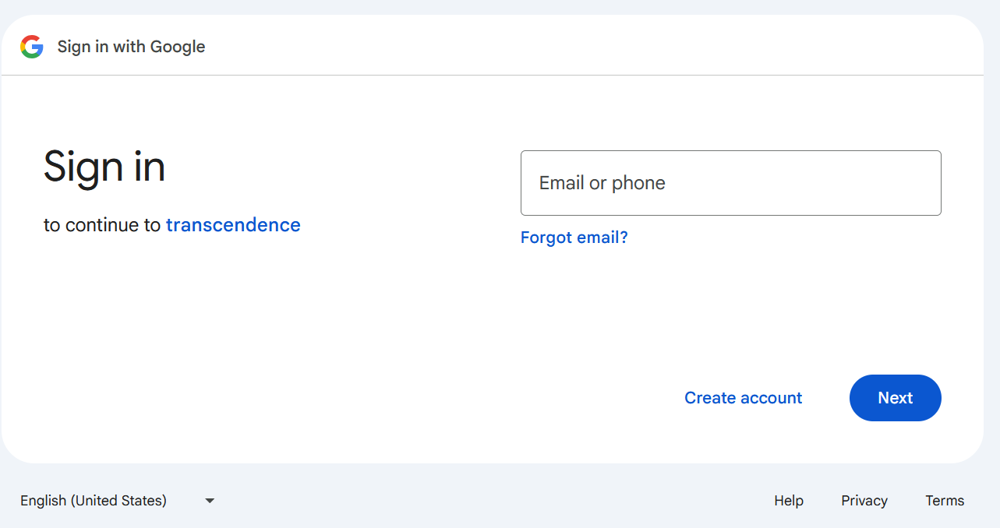 Sign in with Google
Sign in
to continue to transcendence
Email or phone
Forgot email?
Create account
Next
English (United States)
Help
Privacy
Terms